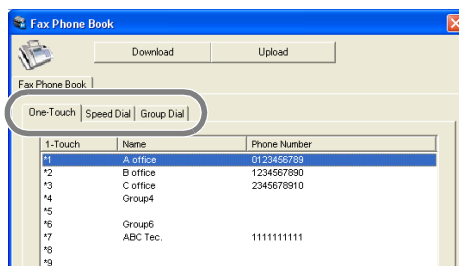 Fax Phone Book
Download Upload
Fax Phone Book
One-Touch Speed Dial Group Dial
1-Touch Name Phone Number
*1 A office 0123456789
*2 B office 1234567890
*3 C office 2345678910
*4 Group4
*5
*6 Group6
*7 ABC Tec. 1111111111
*8
*9